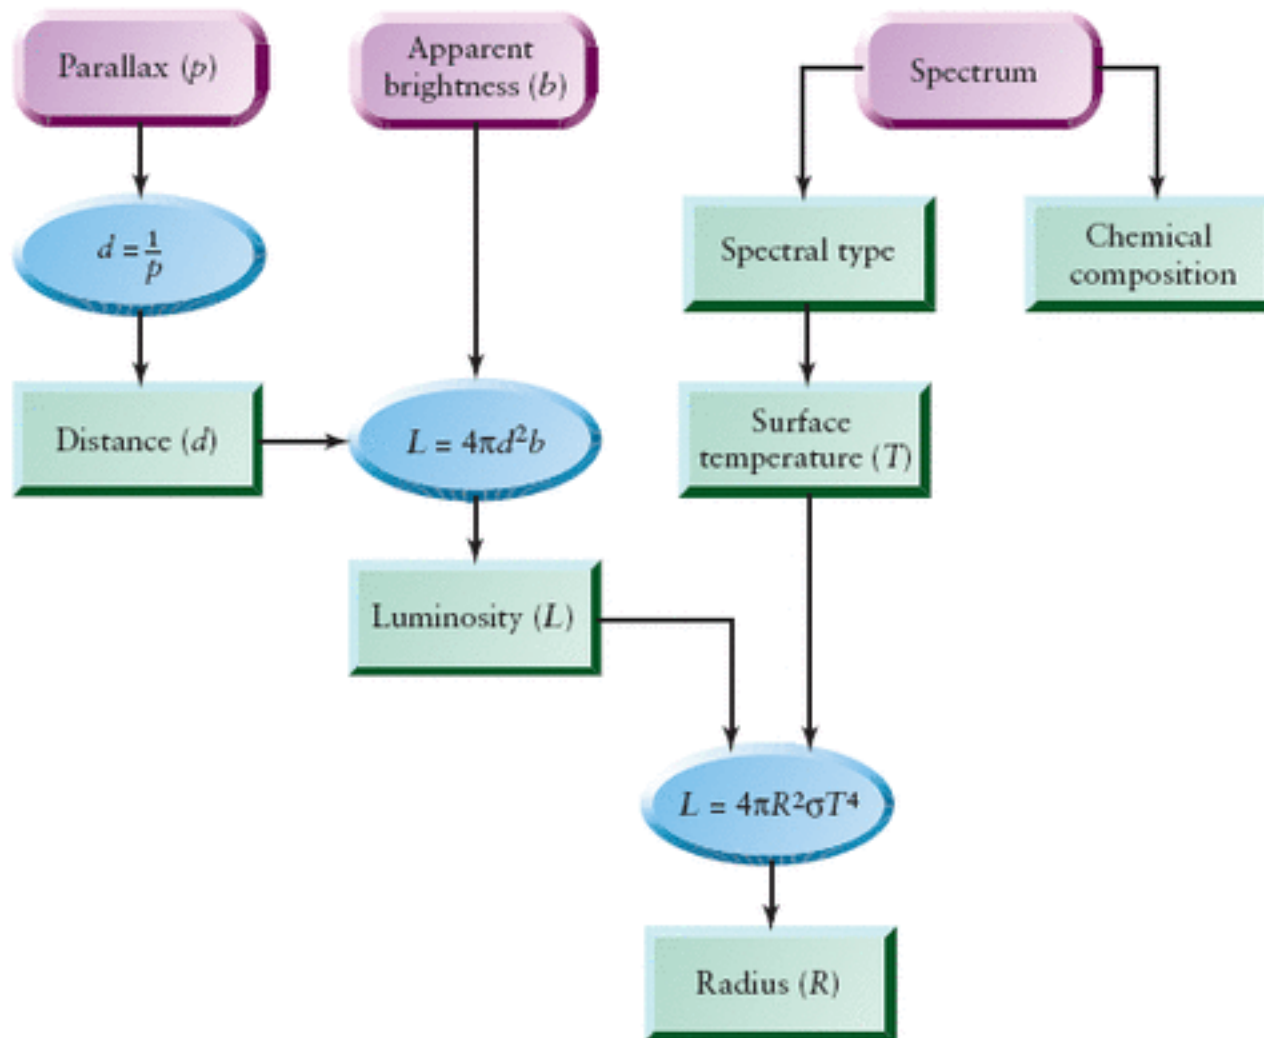 Parallax (p)
Apparent
brightness (b)
Spectrum
d = 1/p
Spectral type
Chemical
composition
Distance (d)
L = 4πd²b
Surface
temperature (T)
Luminosity (L)
L = 4πR²σT⁴
Radius (R)